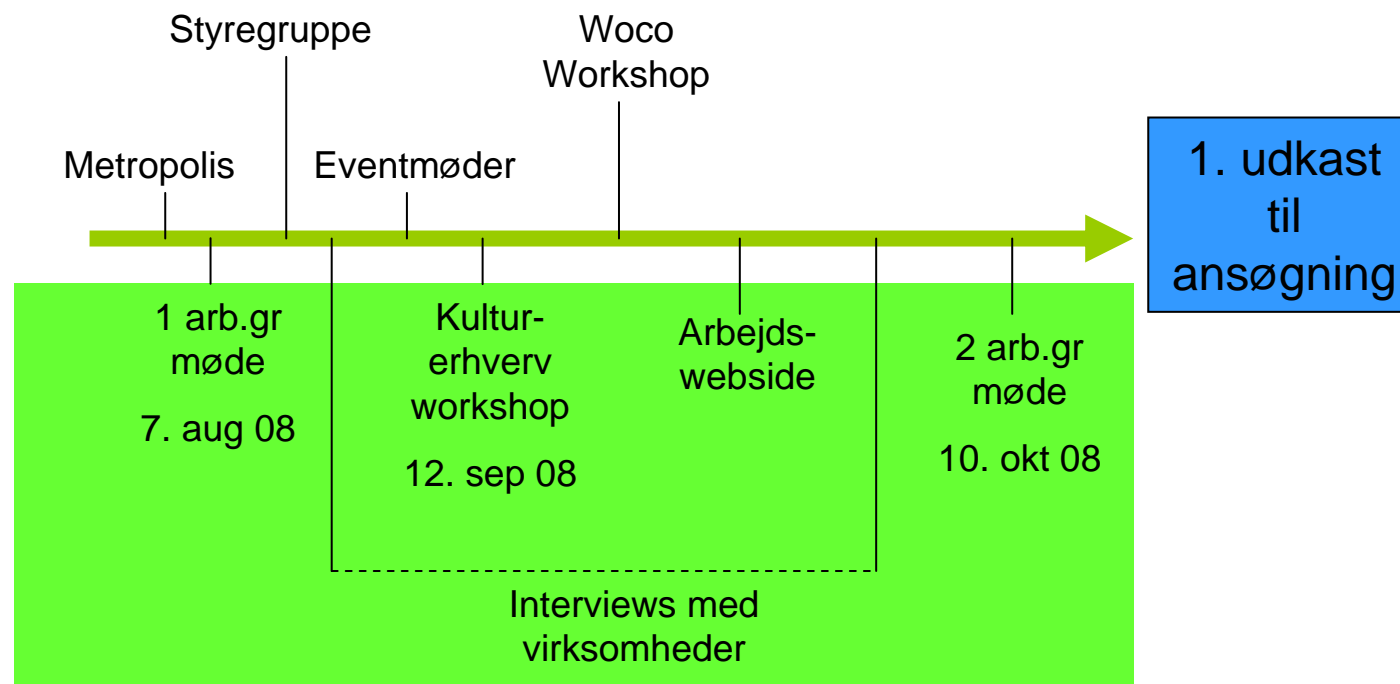 Styregruppe
Woco
Workshop
Metropolis
Eventmøder
1. udkast
til
ansøgning
1 arb.gr
møde
7. aug 08
Kultur-
erhverv
workshop
12. sep 08
Arbejds-
webside
2 arb.gr
møde
10. okt 08
Interviews med
virksomheder